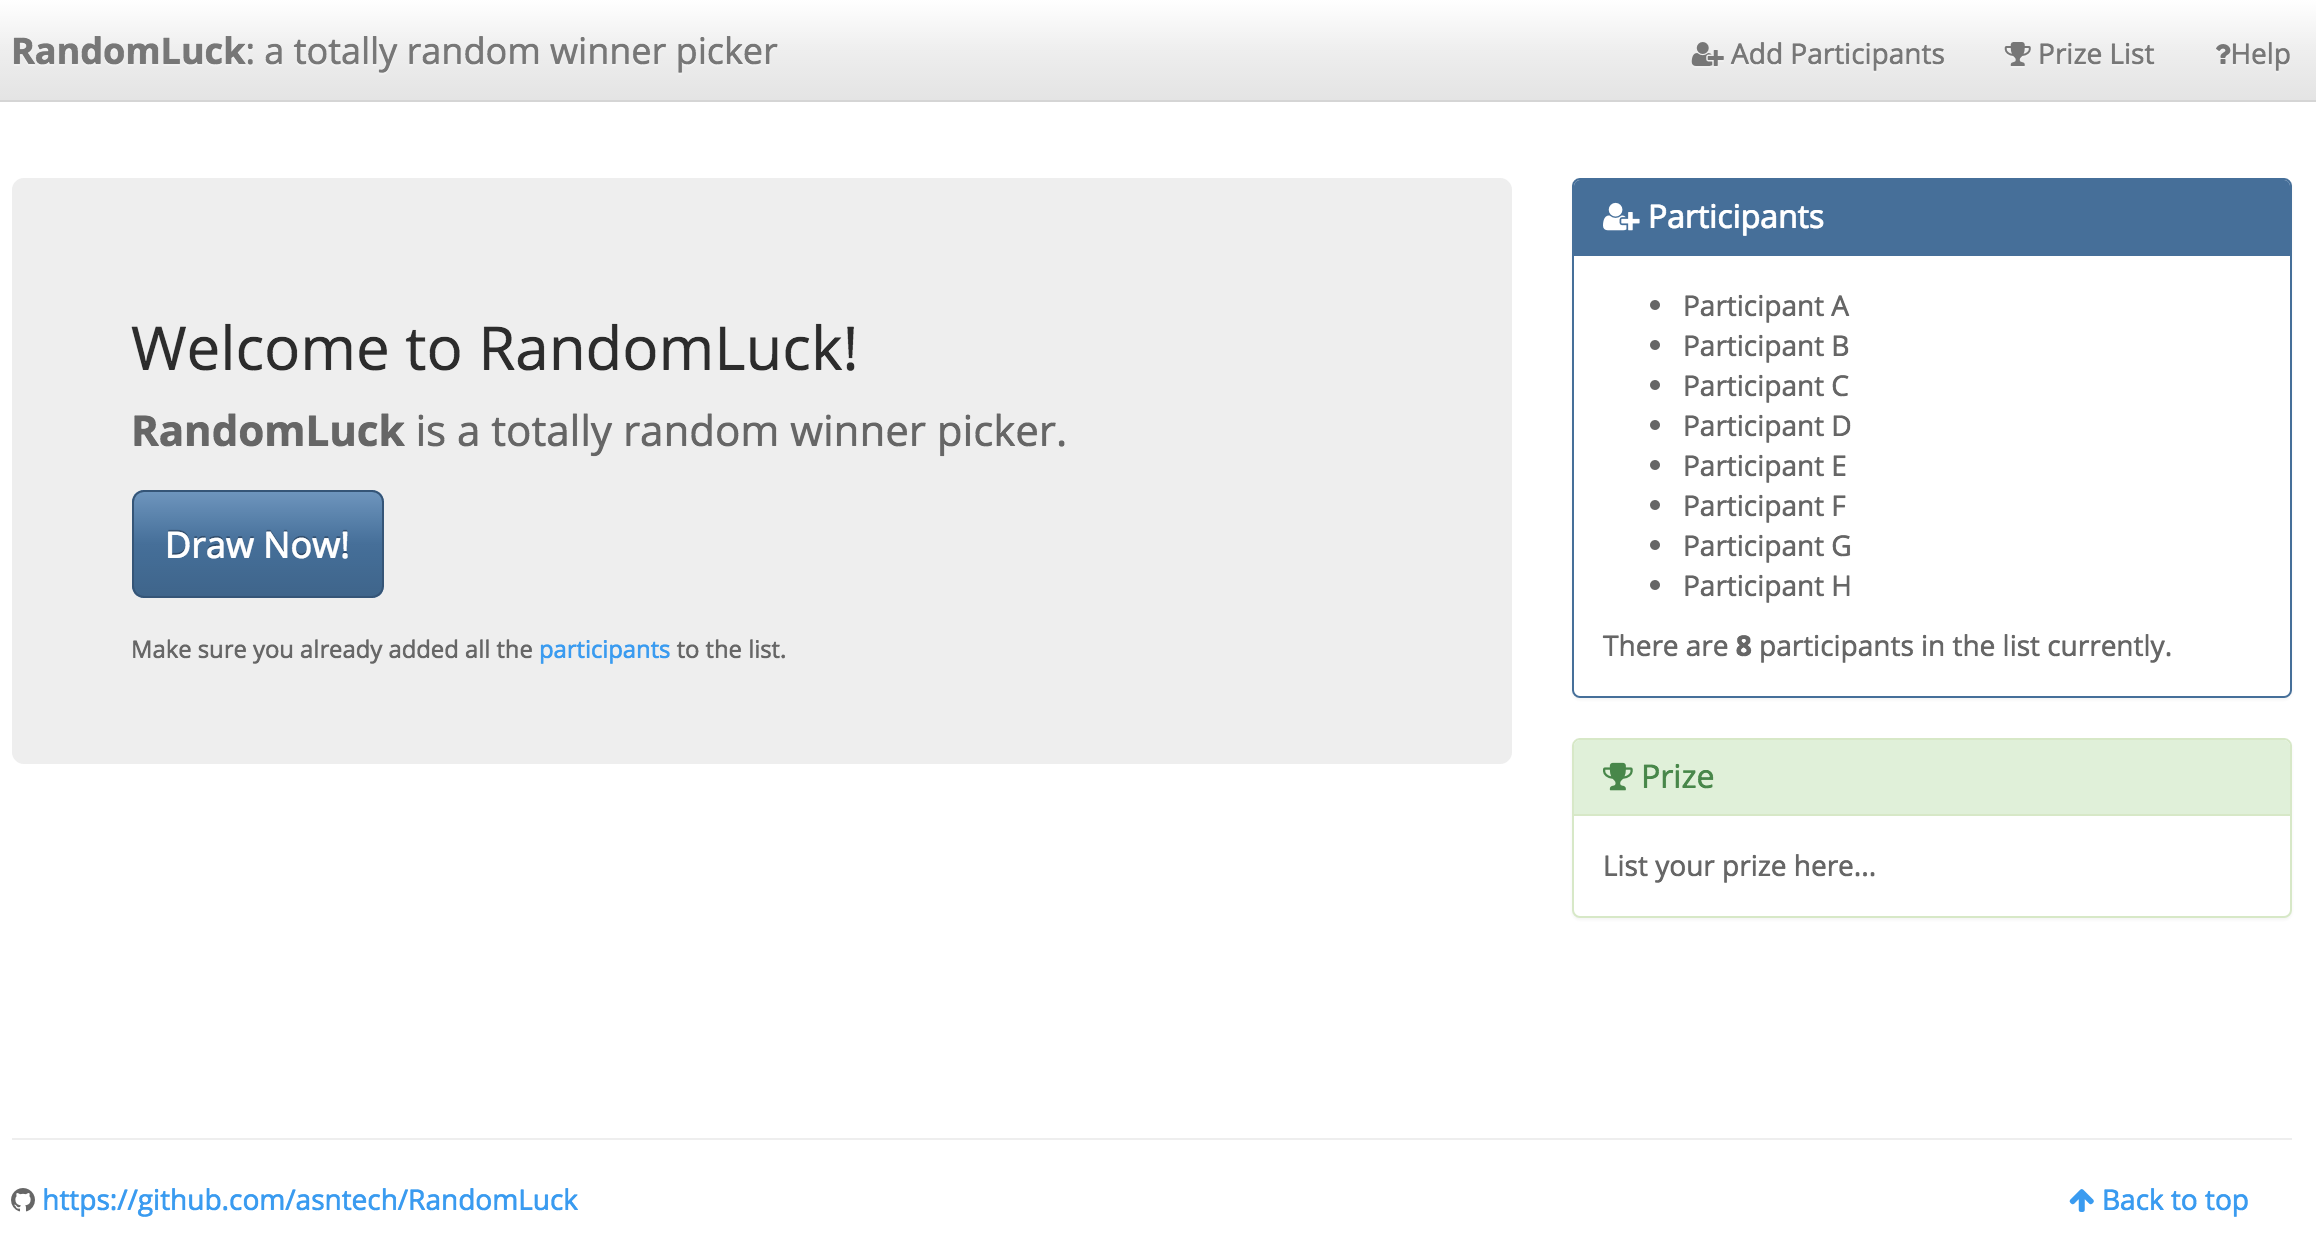 RandomLuck: a totally random winner picker
Add Participants
Prize List
?Help
Welcome to RandomLuck!
RandomLuck is a totally random winner picker.
Draw Now!
Make sure you already added all the participants to the list.
Participants
Participant A
Participant B
Participant C
Participant D
Participant E
Participant F
Participant G
Participant H
There are 8 participants in the list currently.
Prize
List your prize here...
https://github.com/asntech/RandomLuck
Back to top